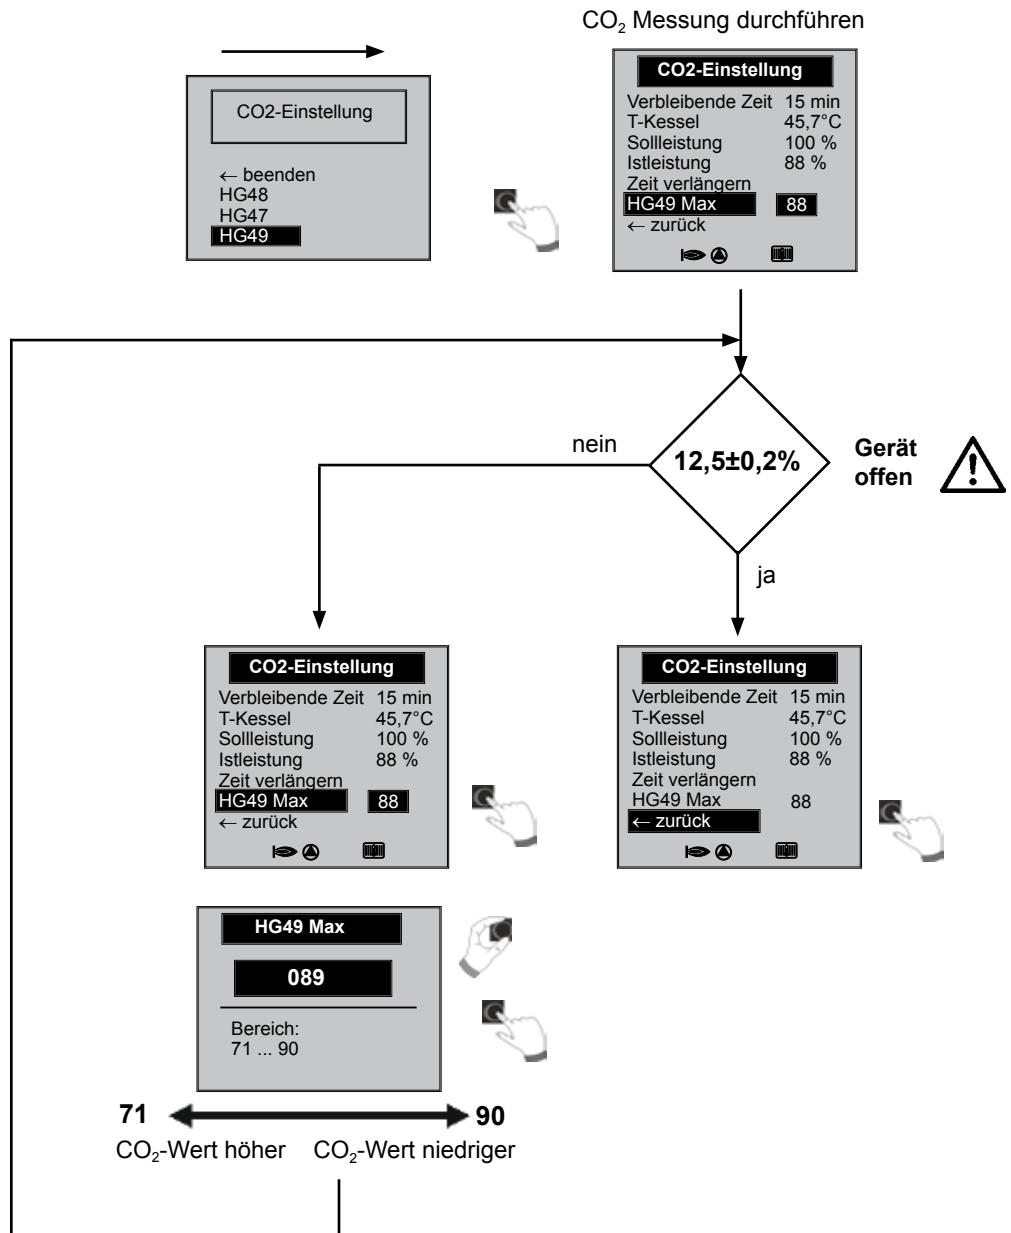 CO₂ Messung durchführen
CO2-Einstellung
← beenden
HG48
HG47
HG49
CO2-Einstellung
Verbleibende Zeit 15 min
T-Kessel 45,7°C
Sollleistung 100 %
Istleistung 88 %
Zeit verlängern
HG49 Max 88
← zurück
nein
12,5±0,2%
Gerät
offen
ja
CO2-Einstellung
Verbleibende Zeit 15 min
T-Kessel 45,7°C
Sollleistung 100 %
Istleistung 88 %
Zeit verlängern
HG49 Max 88
← zurück
CO2-Einstellung
Verbleibende Zeit 15 min
T-Kessel 45,7°C
Sollleistung 100 %
Istleistung 88 %
Zeit verlängern
HG49 Max 88
← zurück
HG49 Max
089
Bereich:
71 ... 90
71 90
CO₂-Wert höher CO₂-Wert niedriger